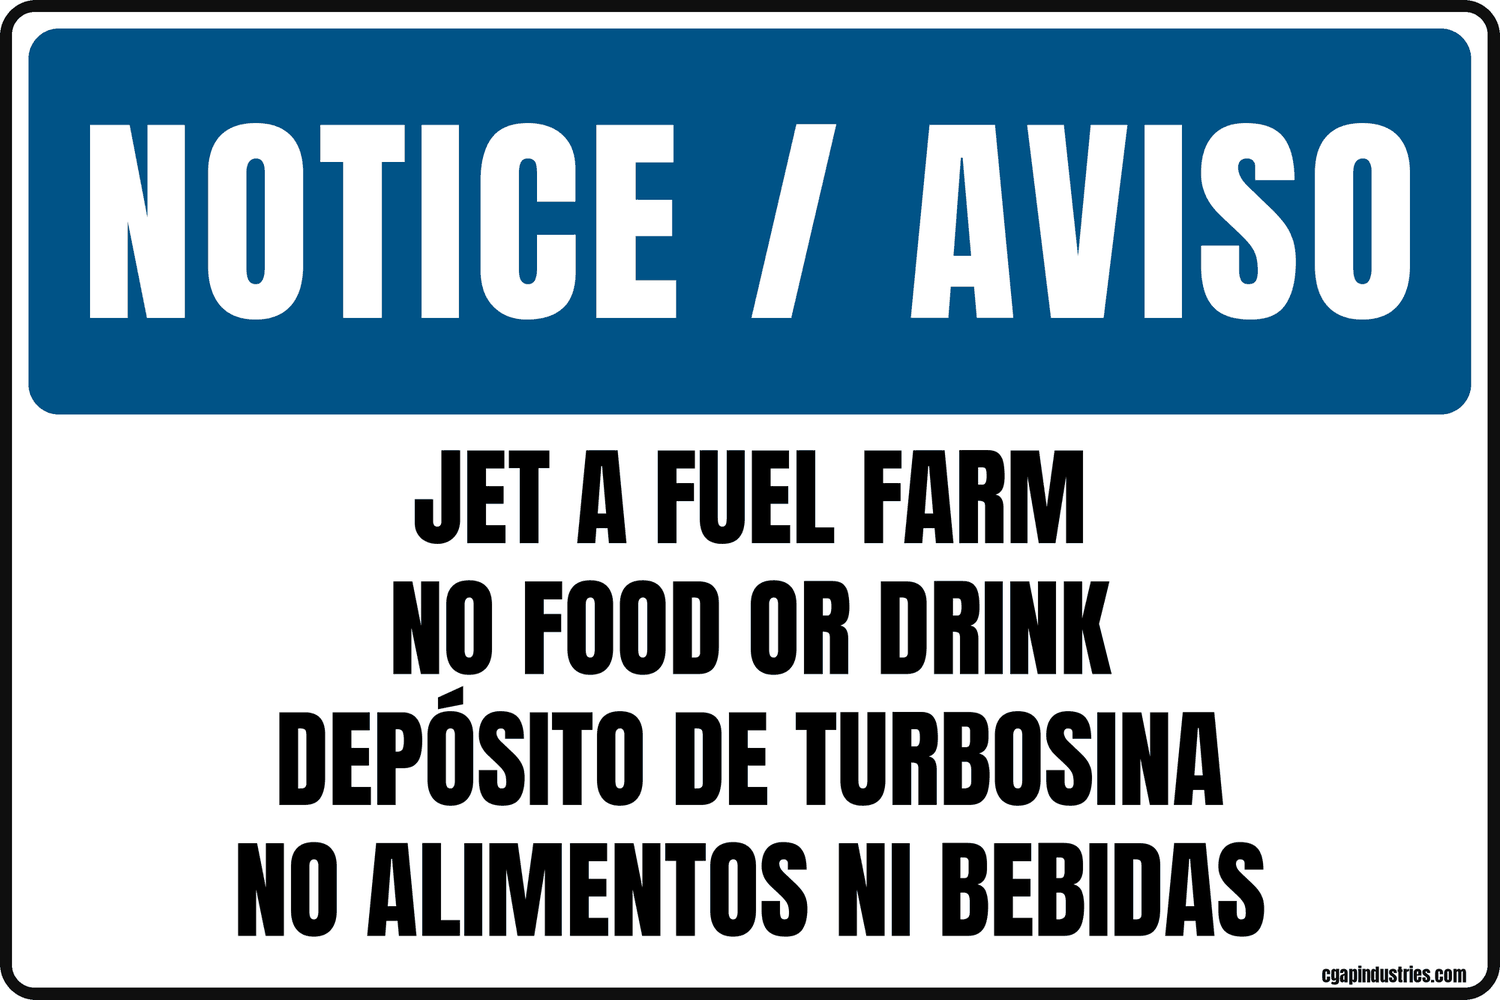 NOTICE / AVISO
JET A FUEL FARM
NO FOOD OR DRINK
DEPÓSITO DE TURBOSINA
NO ALIMENTOS NI BEBIDAS
cgapindustries.com